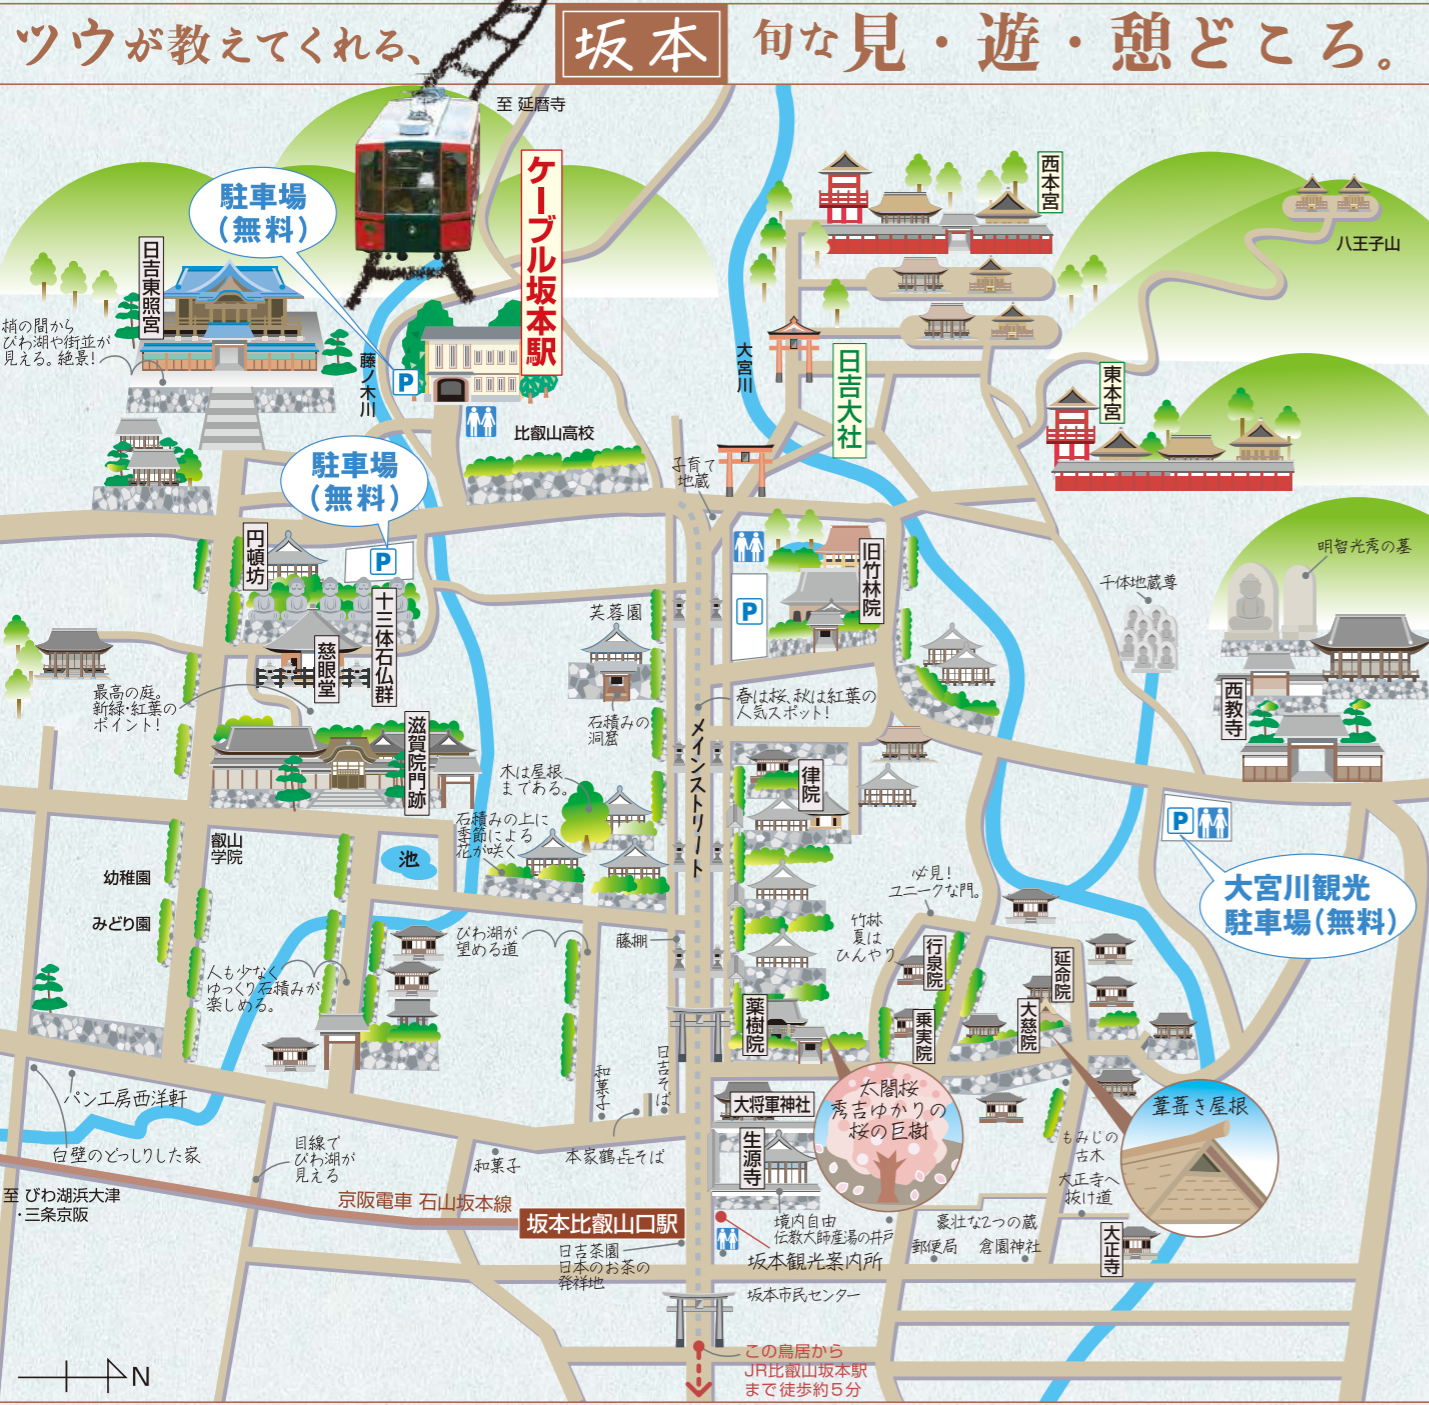 ツウが教えてくれる、
坂本
旬な見・遊・憩どころ。
至 延暦寺
ケーブル坂本駅
駐車場
(無料)
日吉東照宮
梢の間から
びわ湖や街並が
見える。絶景!
藤ノ木川
P
比叡山高校
駐車場
(無料)
P
西本宮
八王子山
大宮川
日吉大社
東本宮
子育て
地蔵
円頓坊
十三体石仏群
慈眼堂
最高の庭。
新緑・紅葉の
ポイント!
滋賀院門跡
芙蓉園
石積みの
洞窟
P
旧竹林院
春は桜、秋は紅葉の
人気スポット!
メインストリート
千体地蔵尊
明智光秀の墓
西教寺
P
大宮川観光
駐車場(無料)
木は屋根
まである。
石積みの上に
季節による
花が咲く
律院
叡山
学院
池
幼稚園
みどり園
人も少なく
ゆっくり石積みが
楽しめる。
びわ湖が
望める道
藤棚
必見!
ユニークな門。
竹林
夏は
ひんやり
行泉院
延命院
大慈院
乗実院
薬樹院
日吉そば
和菓子
大将軍神社
生源寺
太閤桜
秀吉ゆかりの
桜の巨樹
葦葺き屋根
もみじの
古木
大正寺へ
抜け道
大正寺
パン工房西洋軒
白壁のどっしりした家
目線で
びわ湖が
見える
和菓子
本家鶴㐂そば
至 びわ湖浜大津
・三条京阪
京阪電車 石山坂本線
坂本比叡山口駅
日吉茶園
日本のお茶の
発祥地
境内自由
伝教大師産湯の井戸
坂本観光案内所
豪壮な2つの蔵
郵便局
倉園神社
坂本市民センター
この鳥居から
JR比叡山坂本駅
まで徒歩約5分
N